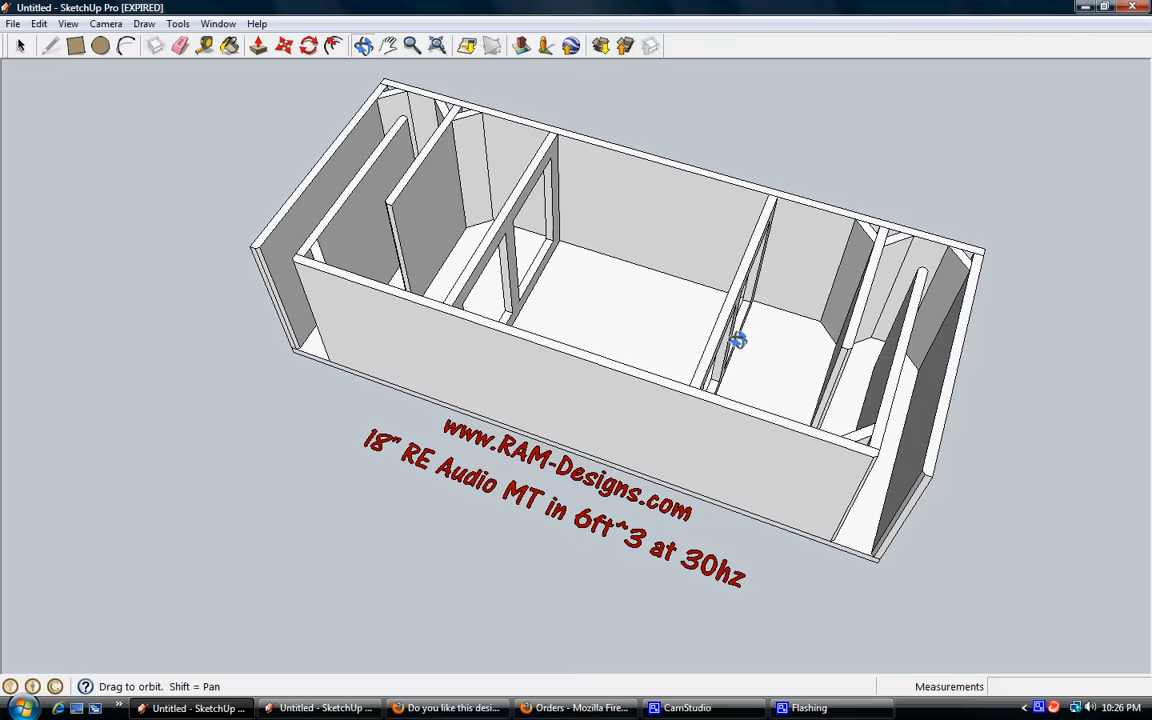 Untitled - SketchUp Pro [EXPIRED]
File Edit View Camera Draw Tools Window Help
www.RAM-Designs.com
18" RE Audio MT in 6ft^3 at 30hz
Drag to orbit. Shift = Pan
Measurements
Untitled - SketchUp ... Untitled - SketchUp ... Do you like this desi... Orders - Mozilla Fire... CamStudio Flashing 10:26 PM